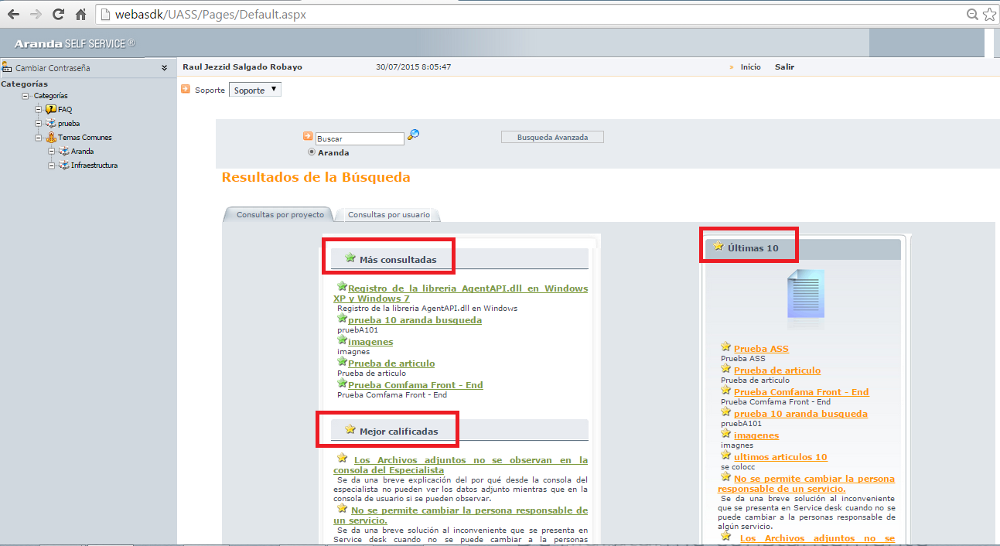 webasdk/UASS/Pages/Default.aspx
Aranda SELF SERVICE ®
Cambiar Contraseña
Raul Jezzid Salgado Robayo
30/07/2015 8:05:47
» Inicio
Salir
Categorías
Categorías
FAQ
prueba
Temas Comunes
Aranda
Infraestructura
Soporte
Soporte
Buscar
Busqueda Avanzada
Aranda
Resultados de la Búsqueda
Consultas por proyecto
Consultas por usuario
Más consultadas
Registro de la libreria AgentAPI.dll en Windows
XP y Windows 7
Registro de la libreria AgentAPI.dll en Windows
prueba 10 aranda busqueda
pruebA101
imagenes
imagnes
Prueba de articulo
Prueba de articulo
Prueba Comfama Front - End
Prueba Comfama Front - End
Mejor calificadas
Los Archivos adjuntos no se observan en la
consola del Especialista
Se da una breve explicación del por qué desde la consola del
especialista no pueden ver los datos adjunto mientras que en la
consola de usuario si se pueden observar.
No se permite cambiar la persona responsable de
un servicio.
Se da una breve solución al inconveniente que se presenta en
Service desk cuando no se puede cambiar a la personas
Últimas 10
Prueba ASS
Prueba ASS
Prueba de articulo
Prueba de articulo
Prueba Comfama Front - End
Prueba Comfama Front - End
prueba 10 aranda busqueda
pruebA101
imagenes
imagnes
ultimos articulos 10
se colocc
No se permite cambiar la persona
responsable de un servicio.
Se da una breve solución al inconveniente
que se presenta en Service desk cuando no se
puede cambiar a la personas responsable de
algún servicio.
Los Archivos adjuntos no se